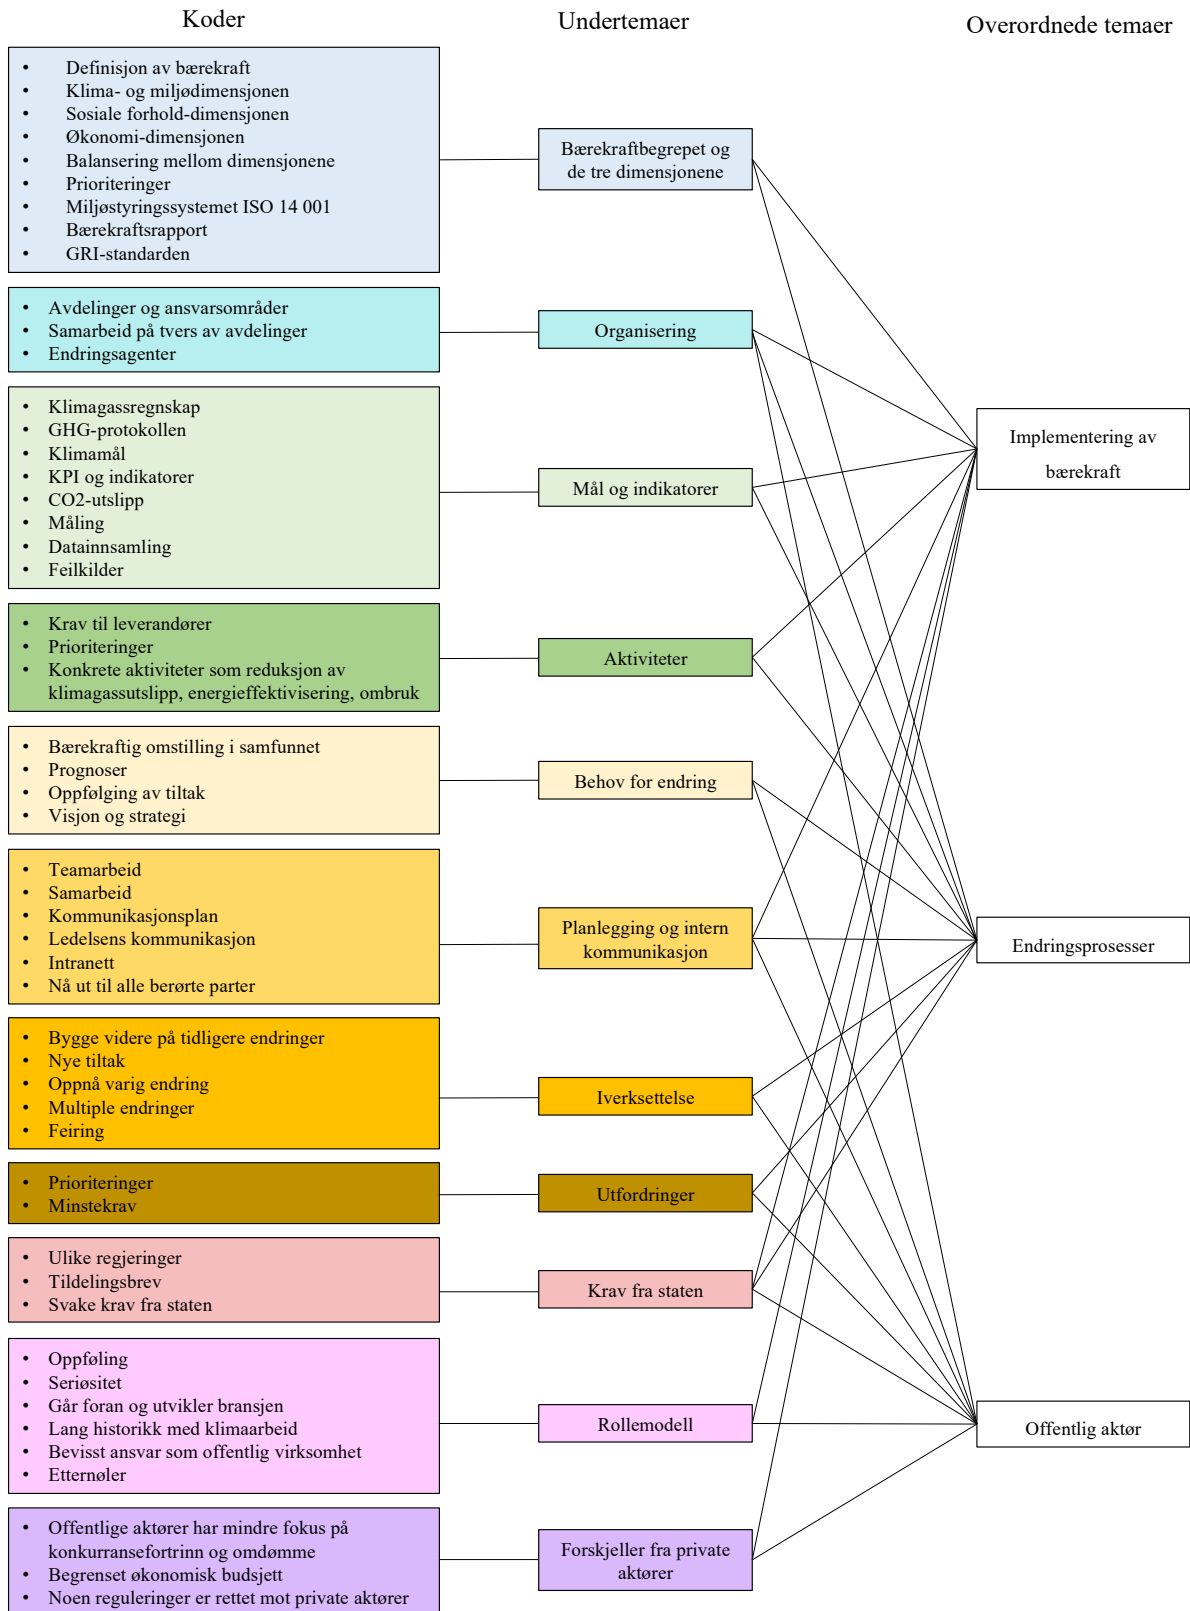 Koder
Undertemaer
Overordnede temaer
• Definisjon av bærekraft
• Klima- og miljødimensjonen
• Sosiale forhold-dimensjonen
• Økonomi-dimensjonen
• Balansering mellom dimensjonene
• Prioriteringer
• Miljøstyringssystemet ISO 14 001
• Bærekraftsrapport
• GRI-standarden
Bærekraftbegrepet og
de tre dimensjonene
• Avdelinger og ansvarsområder
• Samarbeid på tvers av avdelinger
• Endringsagenter
Organisering
• Klimagassregnskap
• GHG-protokollen
• Klimamål
• KPI og indikatorer
• CO2-utslipp
• Måling
• Datainnsamling
• Feilkilder
Mål og indikatorer
Implementering av
bærekraft
• Krav til leverandører
• Prioriteringer
• Konkrete aktiviteter som reduksjon av
klimagassutslipp, energieffektivisering, ombruk
Aktiviteter
• Bærekraftig omstilling i samfunnet
• Prognoser
• Oppfølging av tiltak
• Visjon og strategi
Behov for endring
• Teamarbeid
• Samarbeid
• Kommunikasjonsplan
• Ledelsens kommunikasjon
• Intranett
• Nå ut til alle berørte parter
Planlegging og intern
kommunikasjon
Endringsprosesser
• Bygge videre på tidligere endringer
• Nye tiltak
• Oppnå varig endring
• Multiple endringer
• Feiring
Iverksettelse
• Prioriteringer
• Minstekrav
Utfordringer
• Ulike regjeringer
• Tildelingsbrev
• Svake krav fra staten
Krav fra staten
• Oppføling
• Seriøsitet
• Går foran og utvikler bransjen
• Lang historikk med klimaarbeid
• Bevisst ansvar som offentlig virksomhet
• Etternøler
Rollemodell
Offentlig aktør
• Offentlige aktører har mindre fokus på
konkurransefortrinn og omdømme
• Begrenset økonomisk budsjett
• Noen reguleringer er rettet mot private aktører
Forskjeller fra private
aktører